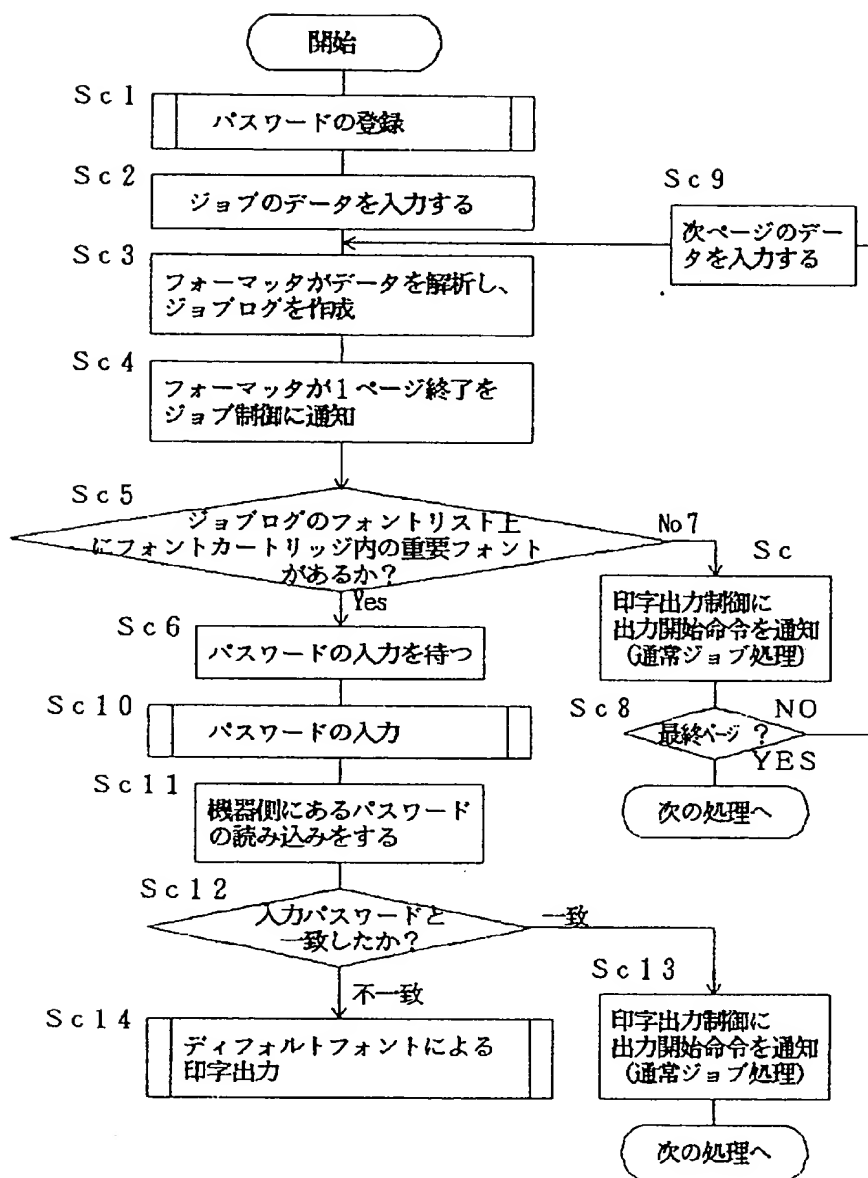 開始
Sc1
パスワードの登録
Sc2
ジョブのデータを入力する
Sc9
次ページのデー
タを入力する
Sc3
フォーマッタがデータを解析し、
ジョブログを作成
Sc4
フォーマッタが1ページ終了を
ジョブ制御に通知
Sc5
ジョブログのフォントリスト上
にフォントカートリッジ内の重要フォント
があるか?
No7
Sc
Yes
印字出力制御に
出力開始命令を通知
(通常ジョブ処理)
Sc6
パスワードの入力を待つ
Sc8
最終ページ?
NO
YES
次の処理へ
Sc10
パスワードの入力
Sc11
機器側にあるパスワード
の読み込みをする
Sc12
入力パスワードと
一致したか?
一致
不一致
Sc13
印字出力制御に
出力開始命令を通知
(通常ジョブ処理)
Sc14
ディフォルトフォントによる
印字出力
次の処理へ